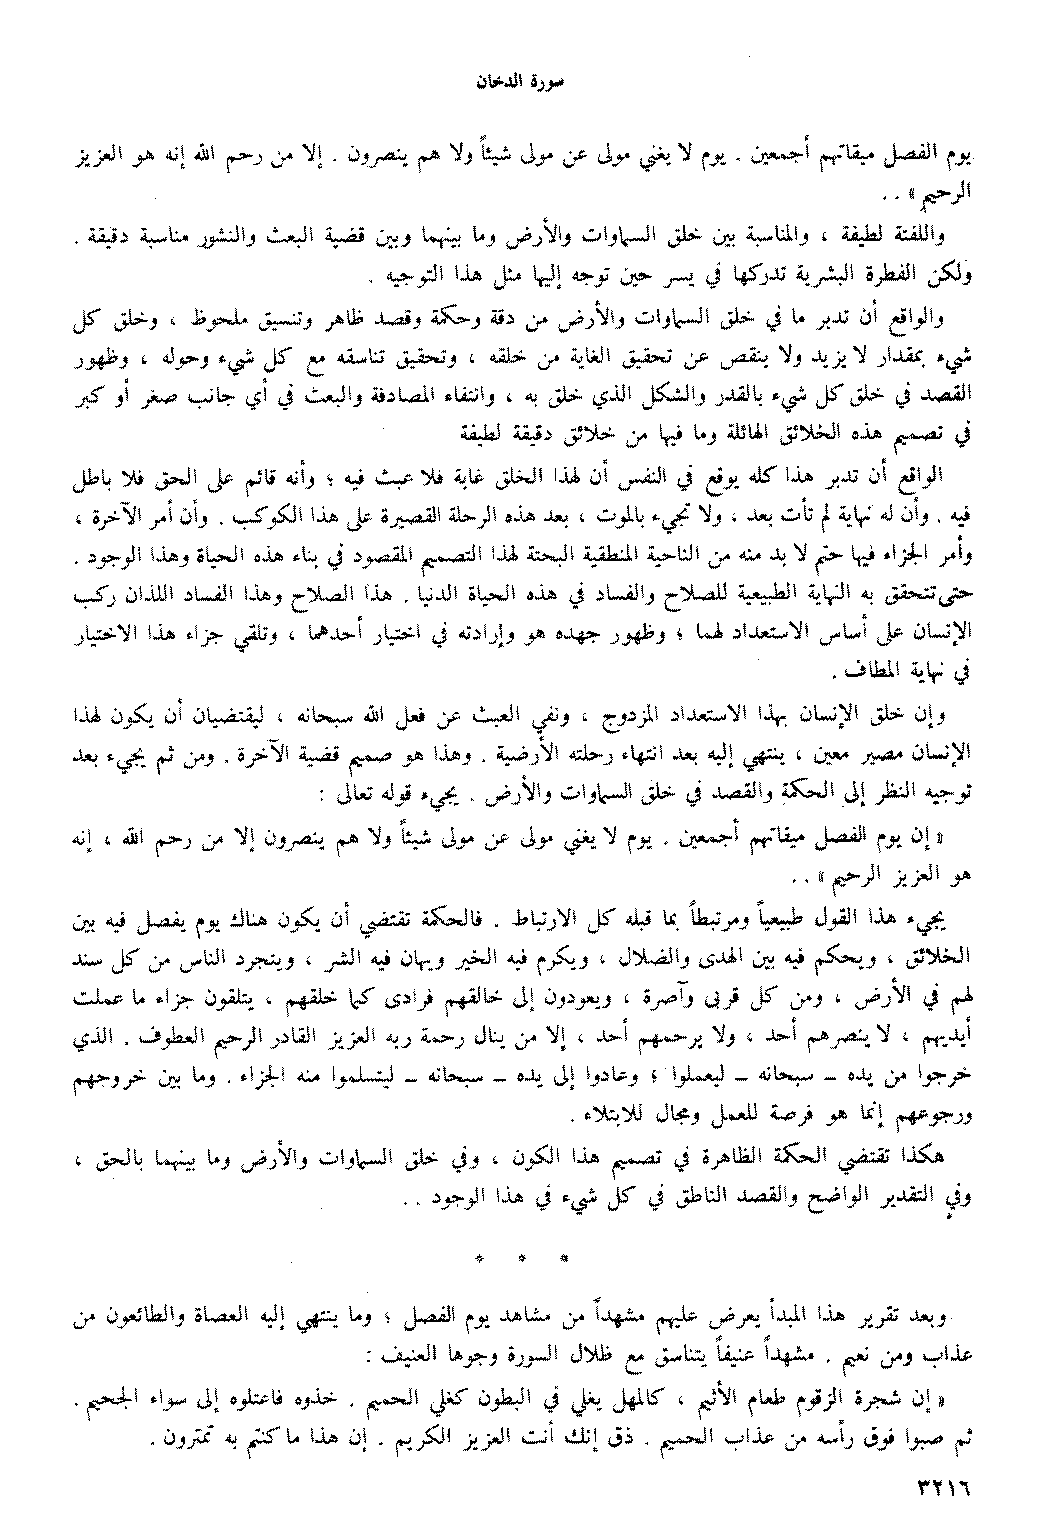 سورة الدخان
يوم الفصل ميقاتهم أجمعين . يوم لا يغني مولى عن مولى شيئاً ولا هم ينصرون . إلا من رحم الله إنه هو العزيز
الرحيم » . .
واللفتة لطيفة ، والمناسبة بين خلق السماوات والأرض وما بينهما وبين قضية البعث والنشور مناسبة دقيقة .
ولكن الفطرة البشرية تدركها في يسر حين توجه إليها مثل هذا التوجيه .
والواقع أن تدبر ما في خلق السماوات والأرض من دقة وحكمة وقصد ظاهر وتنسيق ملحوظ ، وخلق كل
شيء بمقدار لا يزيد ولا ينقص عن تحقيق الغاية من خلقه ، وتحقيق تناسقه مع كل شيء وحوله ، وظهور
القصد في خلق كل شيء بالقدر والشكل الذي خلق به ، وانتفاء المصادفة والبعث في أي جانب صغر أو كبر
في تصميم هذه الخلائق الهائلة وما فيها من خلائق دقيقة لطيفة
الواقع أن تدبر هذا كله يوقع في النفس أن لهذا الخلق غاية فلا عبث فيه ؛ وأنه قائم على الحق فلا باطل
فيه . وأن له نهاية لم تأت بعد ، ولا تجيء بالموت ، بعد هذه الرحلة القصيرة على هذا الكوكب . وأن أمر الآخرة ،
وأمر الجزاء فيها حتم لا بد منه من الناحية المنطقية البحتة لهذا التصميم المقصود في بناء هذه الحياة وهذا الوجود .
حتى تتحقق به النهاية الطبيعية للصلاح والفساد في هذه الحياة الدنيا . هذا الصلاح وهذا الفساد اللذان ركب
الإنسان على أساس الاستعداد لهما ؛ وظهور جهده هو وإرادته في اختيار أحدهما ، وتلقي جزاء هذا الاختيار
في نهاية المطاف .
وإن خلق الإنسان بهذا الاستعداد المزدوج ، ونفي العبث عن فعل الله سبحانه ، ليقتضيان أن يكون لهذا
الإنسان مصير معين ، ينتهي إليه بعد انتهاء رحلته الأرضية . وهذا هو صميم قضية الآخرة . ومن ثم يجيء بعد
توجيه النظر إلى الحكمة والقصد في خلق السماوات والأرض . يجيء قوله تعالى :
« إن يوم الفصل ميقاتهم أجمعين . يوم لا يغني مولى عن مولى شيئاً ولا هم ينصرون إلا من رحم الله ، إنه
هو العزيز الرحيم » . .
يجيء هذا القول طبيعياً ومرتبطاً بما قبله كل الارتباط . فالحكمة تقتضي أن يكون هناك يوم يفصل فيه بين
الخلائق ، ويحكم فيه بين الهدى والضلال ، ويكرم فيه الخير ويهان فيه الشر ، ويتجرد الناس من كل سند
لهم في الأرض ، ومن كل قربى وآصرة ، ويعودون إلى خالقهم فرادى كما خلقهم ، يتلقون جزاء ما عملت
أيديهم ، لا ينصرهم أحد ، ولا يرحمهم أحد ، إلا من ينال رحمة ربه العزيز القادر الرحيم العطوف . الذي
خرجوا من يده – سبحانه – ليعملوا ؛ وعادوا إلى يده – سبحانه – ليتسلموا منه الجزاء . وما بين خروجهم
ورجوعهم إنما هو فرصة للعمل ومجال للابتلاء .
هكذا تقتضي الحكمة الظاهرة في تصميم هذا الكون ، وفي خلق السماوات والأرض وما بينهما بالحق ،
وفي التقدير الواضح والقصد الناطق في كل شيء في هذا الوجود . .
* * *
وبعد تقرير هذا المبدأ يعرض عليهم مشهداً من مشاهد يوم الفصل ؛ وما ينتهي إليه العصاة والطائعون من
عذاب ومن نعيم . مشهداً عنيفاً يتناسق مع ظلال السورة وجوها العنيف :
« إن شجرة الزقوم طعام الأثيم ، كالمهل يغلي في البطون كغلي الحميم . خذوه فاعتلوه إلى سواء الجحيم .
ثم صبوا فوق رأسه من عذاب الحميم . ذق إنك أنت العزيز الكريم . إن هذا ما كنتم به تمترون .
٣٢١٦